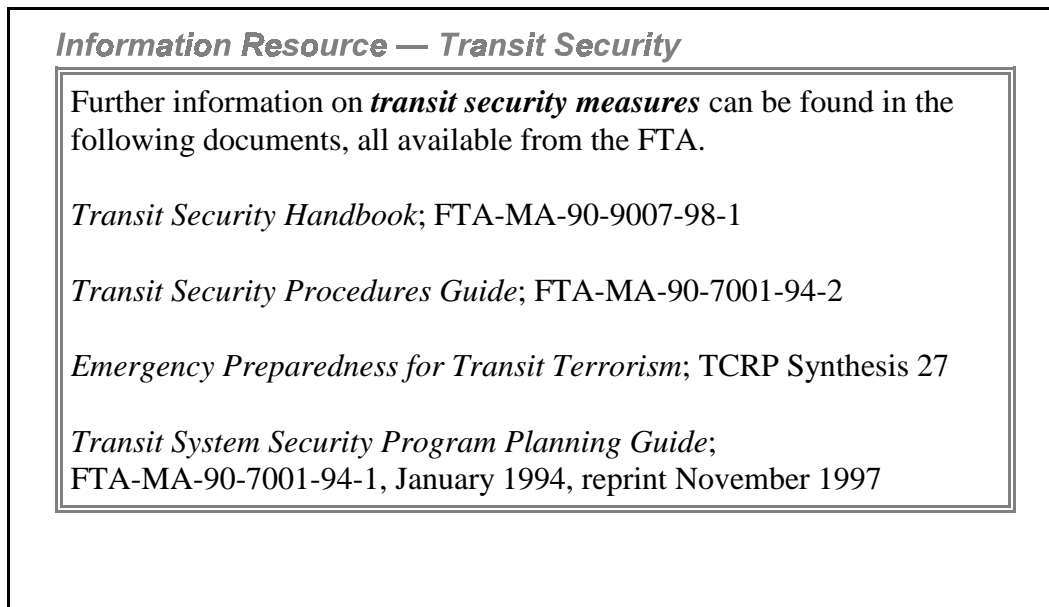 Information Resource — Transit Security
Further information on transit security measures can be found in the
following documents, all available from the FTA.
Transit Security Handbook; FTA-MA-90-9007-98-1
Transit Security Procedures Guide; FTA-MA-90-7001-94-2
Emergency Preparedness for Transit Terrorism; TCRP Synthesis 27
Transit System Security Program Planning Guide;
FTA-MA-90-7001-94-1, January 1994, reprint November 1997